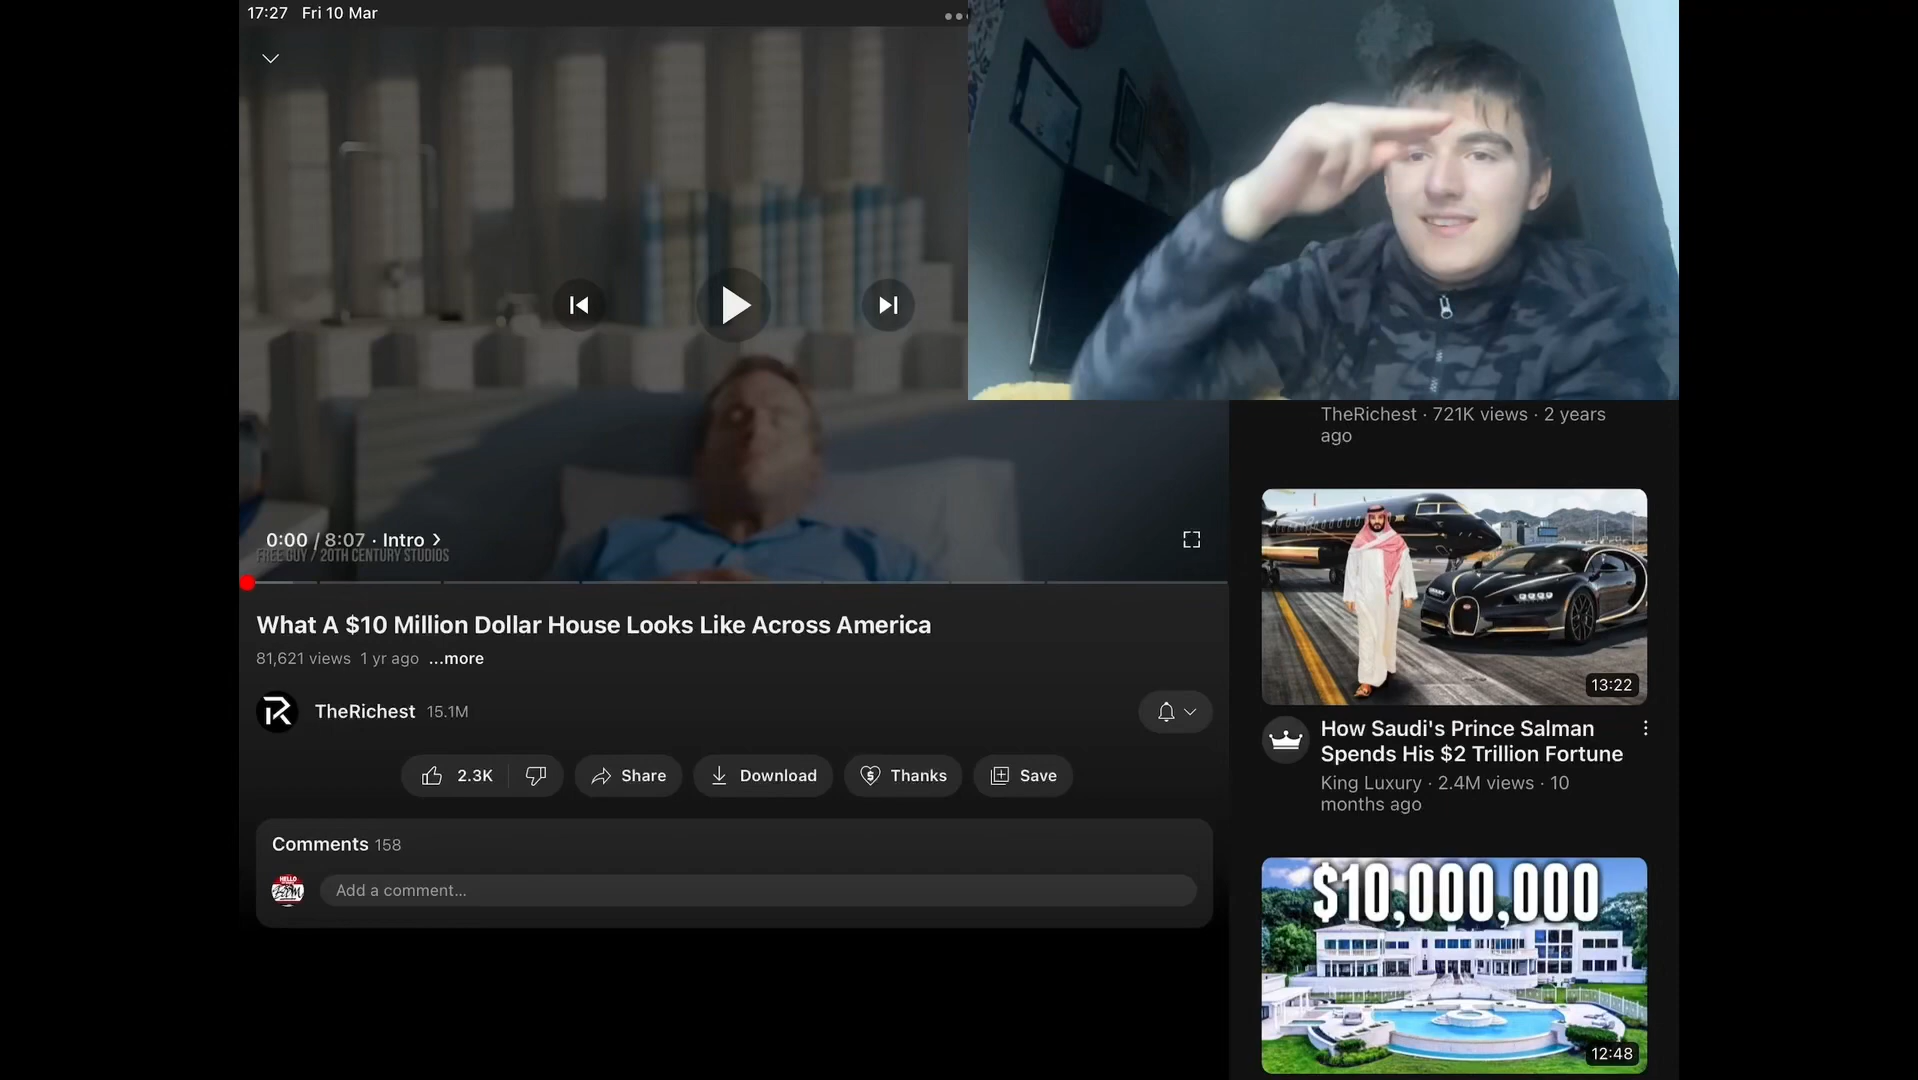 17:27 Fri 10 Mar
0:00 / 8:07 · Intro
FREE GUY / 20TH CENTURY STUDIOS
What A $10 Million Dollar House Looks Like Across America
81,621 views 1 yr ago ...more
TheRichest 15.1M
2.3K
Share
Download
Thanks
Save
Comments 158
HELLO
Add a comment...
TheRichest · 721K views · 2 years
ago
13:22
How Saudi's Prince Salman
Spends His $2 Trillion Fortune
King Luxury · 2.4M views · 10
months ago
$10,000,000
12:48